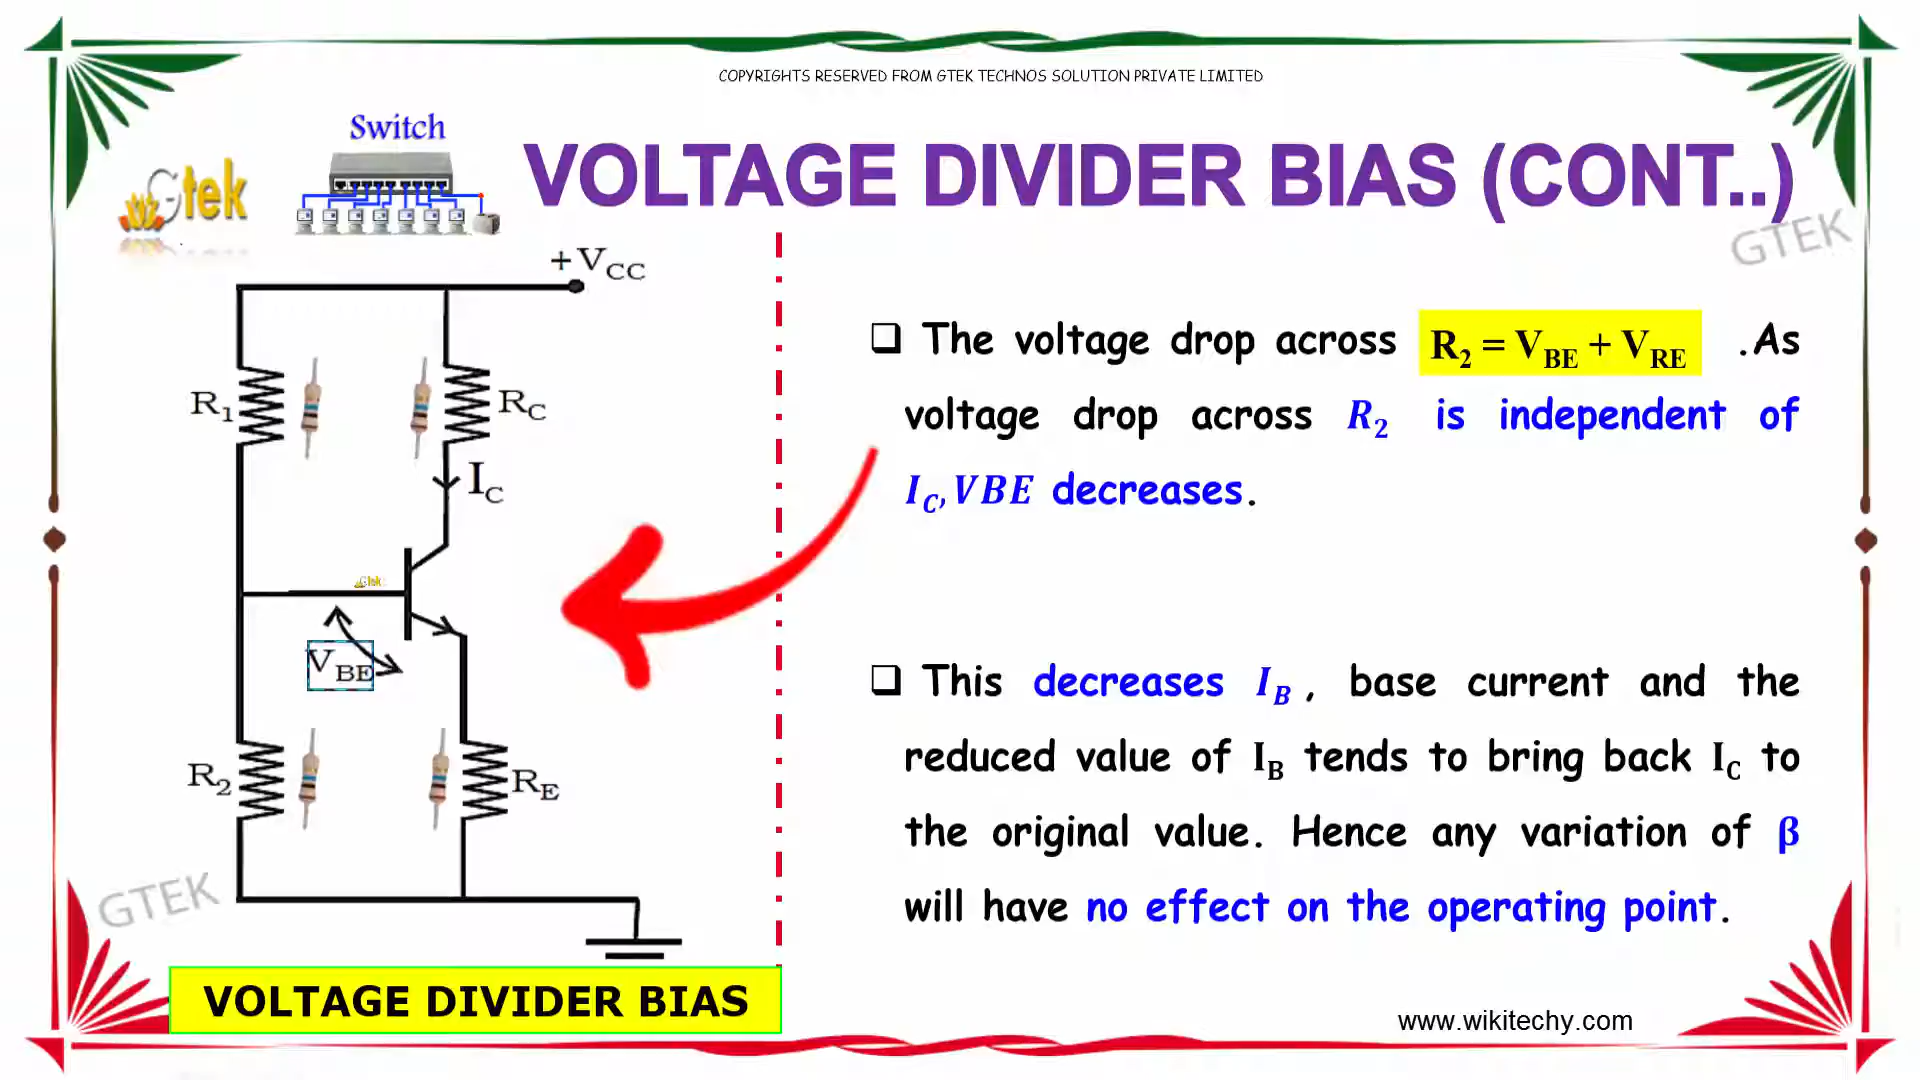 COPYRIGHTS RESERVED FROM GTEK TECHNOS SOLUTION PRIVATE LIMITED
Switch
Gtek
VOLTAGE DIVIDER BIAS (CONT..)
GTEK
+VCC
R1
RC
IC
Gtek
VBE
R2
RE
GTEK
VOLTAGE DIVIDER BIAS
❑ The voltage drop across R₂ = VBE + VRE .As
voltage drop across R₂ is independent of
IC, VBE decreases.
❑ This decreases IB , base current and the
reduced value of IB tends to bring back IC to
the original value. Hence any variation of β
will have no effect on the operating point.
www.wikitechy.com